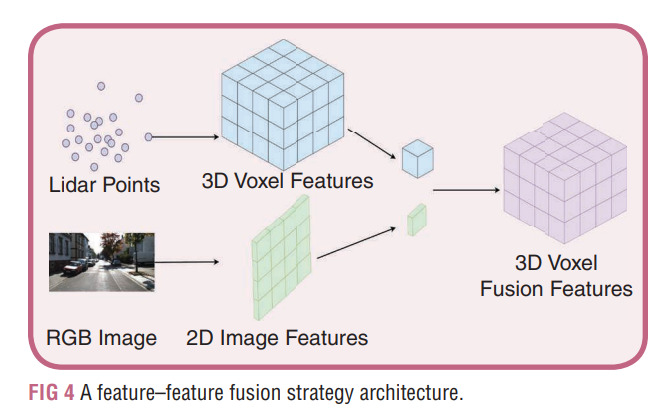 Lidar Points
3D Voxel Features
RGB Image
2D Image Features
3D Voxel
Fusion Features
FIG 4 A feature–feature fusion strategy architecture.